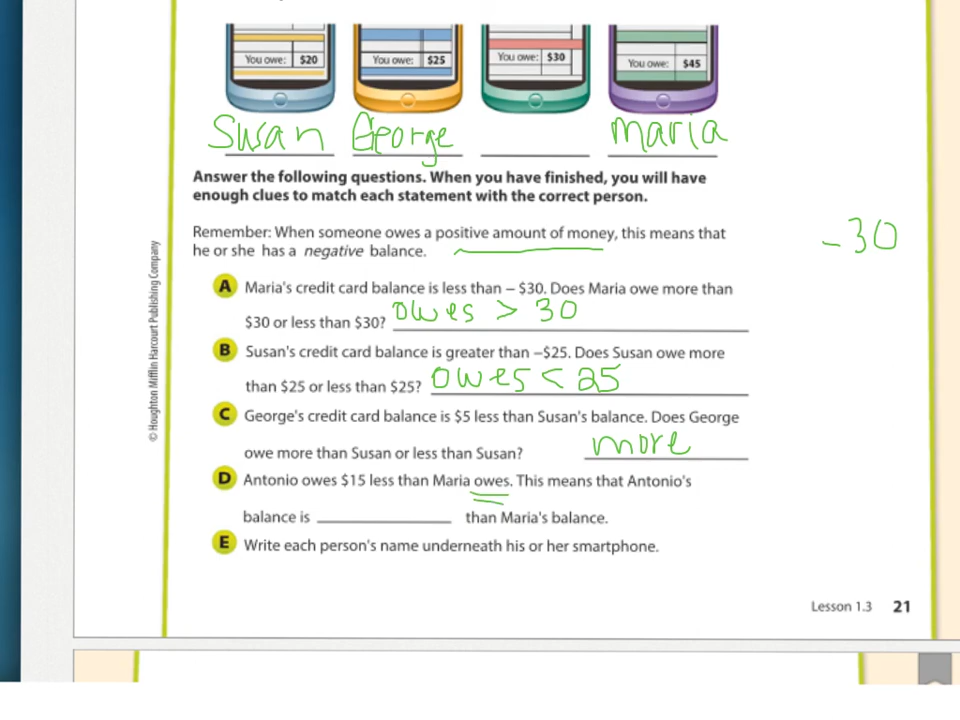 You owe: $20 You owe: $25 You owe: $30 You owe: $45
Susan George maria
Answer the following questions. When you have finished, you will have
enough clues to match each statement with the correct person.
Remember: When someone owes a positive amount of money, this means that
he or she has a negative balance.
-30
A Maria's credit card balance is less than – $30. Does Maria owe more than
$30 or less than $30? owes > 30
B Susan's credit card balance is greater than –$25. Does Susan owe more
than $25 or less than $25? owes < 25
C George's credit card balance is $5 less than Susan's balance. Does George
owe more than Susan or less than Susan? more
D Antonio owes $15 less than Maria owes. This means that Antonio's
balance is ____________ than Maria's balance.
E Write each person's name underneath his or her smartphone.
© Houghton Mifflin Harcourt Publishing Company
Lesson 1.3 21